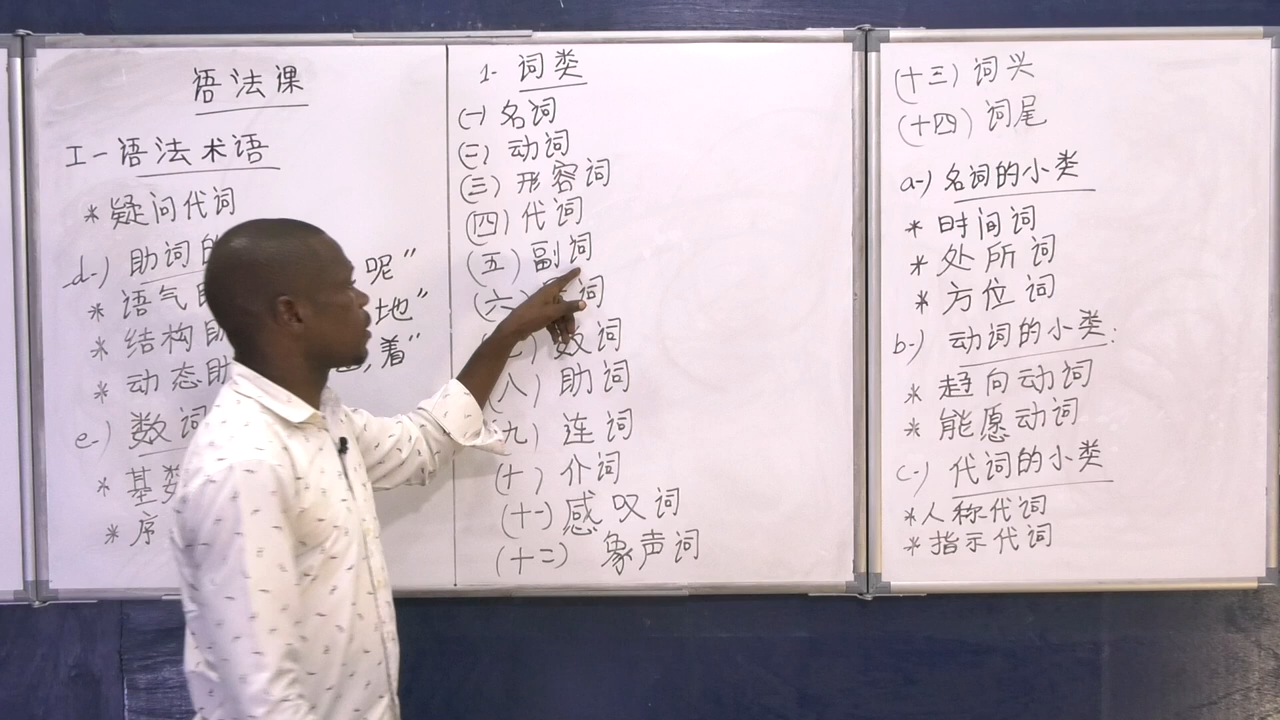 语法课
I-语法术语
* 疑问代词
d-) 助词的 呢"
* 语气助 地"
* 结构助 着"
* 动态助
e-) 数词
* 基数
* 序
1- 词类
(一) 名词
(二) 动词
(三) 形容词
(四) 代词
(五) 副词
(六 词
数词
八) 助词
九) 连词
(十) 介词
(十一) 感叹词
(十二) 象声词
(十三) 词兴
(十四) 词尾
a-) 名词的小类
* 时间词
* 处所词
* 方位词
b-) 动词的小类:
* 趋向动词
* 能愿动词
c-) 代词的小类
* 人称代词
* 指示代词